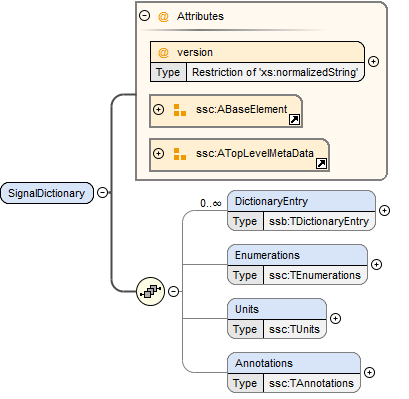 Attributes
@ version
Type Restriction of 'xs:normalizedString'
ssc:ABaseElement
ssc:ATopLevelMetaData
SignalDictionary
0..∞
DictionaryEntry
Type ssb:TDictionaryEntry
Enumerations
Type ssc:TEnumerations
Units
Type ssc:TUnits
Annotations
Type ssc:TAnnotations